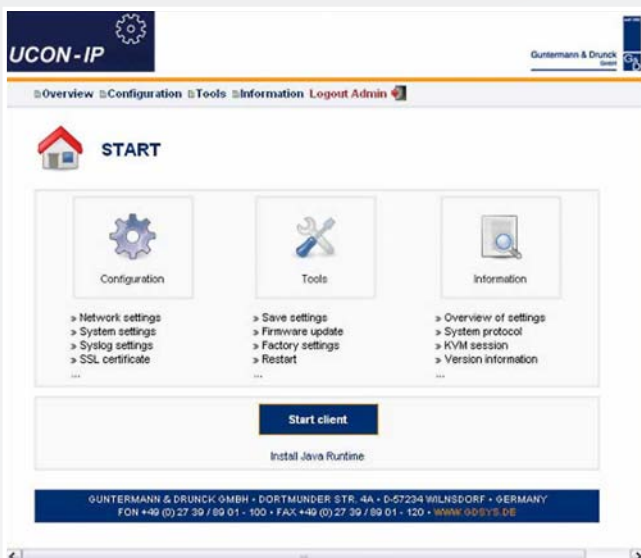 UCON-IP
Guntermann & Drunck
GmbH
Overview Configuration Tools Information Logout Admin
START
Configuration
» Network settings
» System settings
» Syslog settings
» SSL certificate
...
Tools
» Save settings
» Firmware update
» Factory settings
» Restart
...
Information
» Overview of settings
» System protocol
» KVM session
» Version information
...
Start client
Install Java Runtime
GUNTERMANN & DRUNCK GMBH • DORTMUNDER STR. 4A • D-57234 WILNSDORF • GERMANY
FON +49 (0) 27 39 / 89 01 - 100 • FAX +49 (0) 27 39 / 89 01 - 120 • WWW.GDSYS.DE